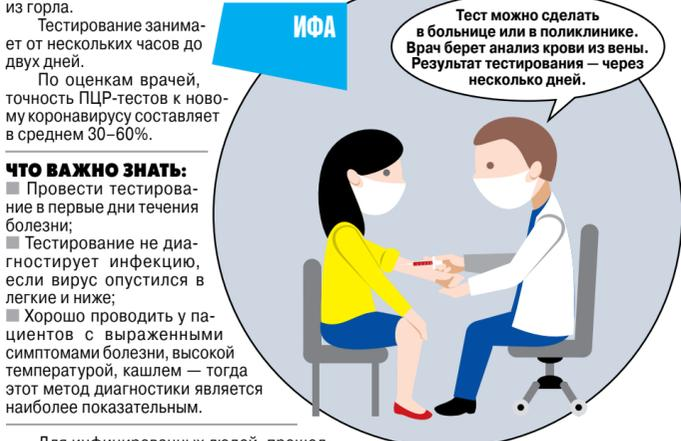 из горла.
Тестирование занима-
ет от нескольких часов до
двух дней.
По оценкам врачей,
точность ПЦР-тестов к ново-
му коронавирусу составляет
в среднем 30–60%.
ЧТО ВАЖНО ЗНАТЬ:
Провести тестирова-
ние в первые дни течения
болезни;
Тестирование не диа-
гностирует инфекцию,
если вирус опустился в
легкие и ниже;
Хорошо проводить у па-
циентов с выраженными
симптомами болезни, высокой
температурой, кашлем — тогда
этот метод диагностики является
наиболее показательным.
Для инфицированных людей, прошед-
ИФА
Тест можно сделать
в больнице или в поликлинике.
Врач берет анализ крови из вены.
Результат тестирования — через
несколько дней.